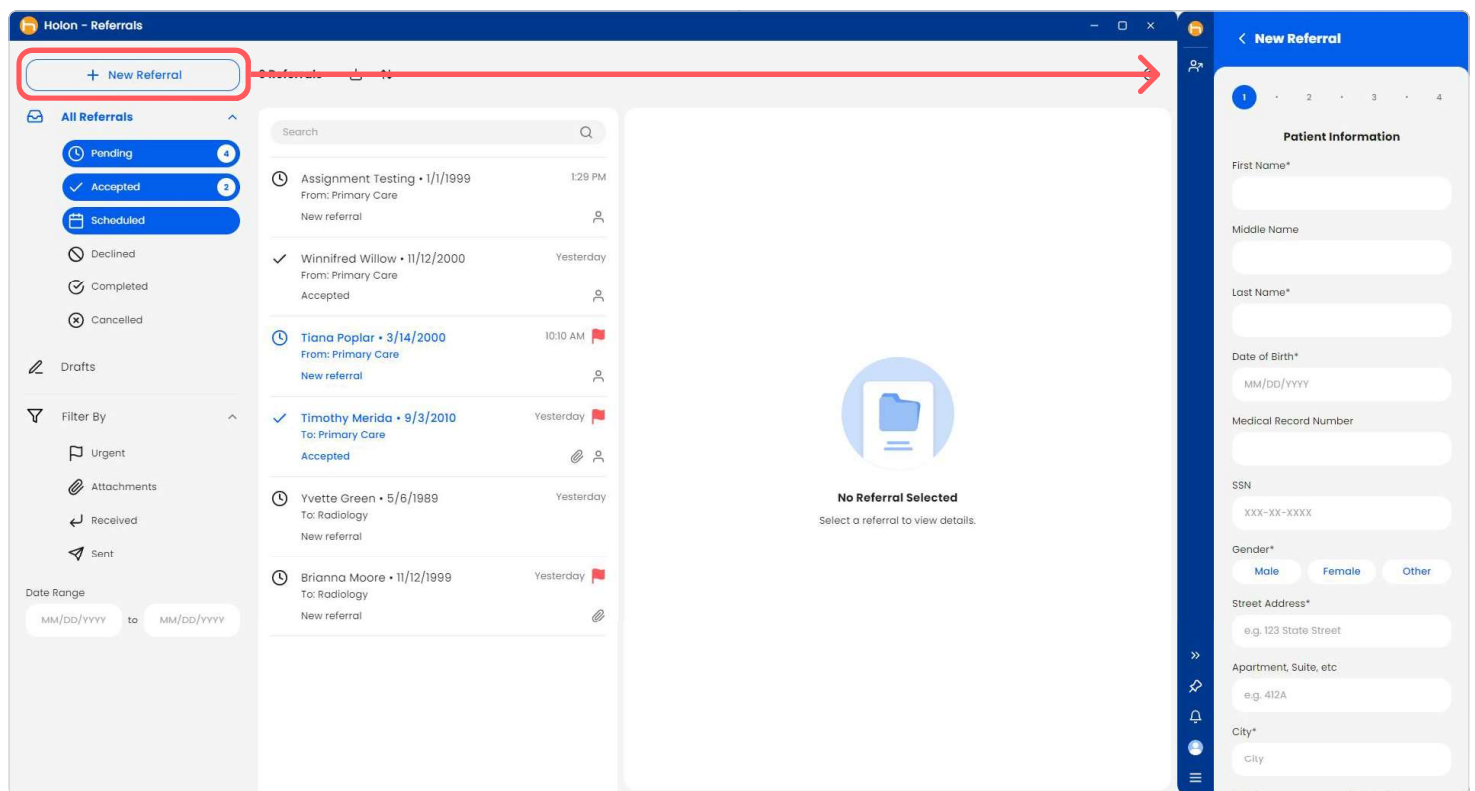 Holon - Referrals
+ New Referral
Referrals
All Referrals
Pending 4
Accepted 2
Scheduled
Declined
Completed
Cancelled
Drafts
Filter By
Urgent
Attachments
Received
Sent
Date Range
MM/DD/YYYY to MM/DD/YYYY
Search
Assignment Testing • 1/1/1999 1:29 PM
From: Primary Care
New referral
Winnifred Willow • 11/12/2000 Yesterday
From: Primary Care
Accepted
Tiana Poplar • 3/14/2000 10:10 AM
From: Primary Care
New referral
Timothy Merida • 9/3/2010 Yesterday
To: Primary Care
Accepted
Yvette Green • 5/6/1989 Yesterday
To: Radiology
New referral
Brianna Moore • 11/12/1999 Yesterday
To: Radiology
New referral
No Referral Selected
Select a referral to view details.
New Referral
1 · 2 · 3 · 4
Patient Information
First Name*
Middle Name
Last Name*
Date of Birth*
MM/DD/YYYY
Medical Record Number
SSN
XXX-XX-XXXX
Gender*
Male Female Other
Street Address*
e.g. 123 State Street
Apartment, Suite, etc
e.g. 412A
City*
City